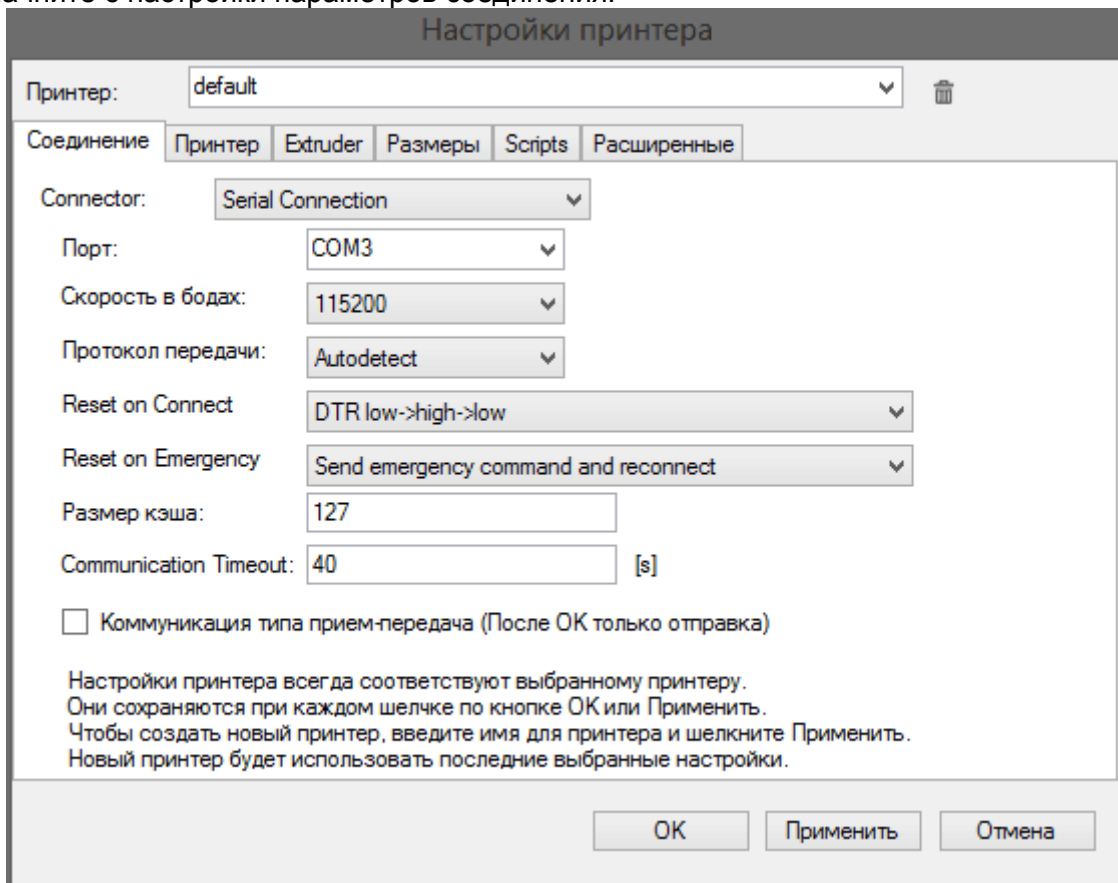 с настройки параметров соединения.
Настройки принтера
Принтер: default
Соединение Принтер Extruder Размеры Scripts Расширенные
Connector: Serial Connection
Порт: COM3
Скорость в бодах: 115200
Протокол передачи: Autodetect
Reset on Connect DTR low->high->low
Reset on Emergency Send emergency command and reconnect
Размер кэша: 127
Communication Timeout: 40 [s]
Коммуникация типа прием-передача (После ОК только отправка)
Настройки принтера всегда соответствуют выбранному принтеру.
Они сохраняются при каждом шелчке по кнопке ОК или Применить.
Чтобы создать новый принтер, введите имя для принтера и шелкните Применить.
Новый принтер будет использовать последние выбранные настройки.
OK Применить Отмена